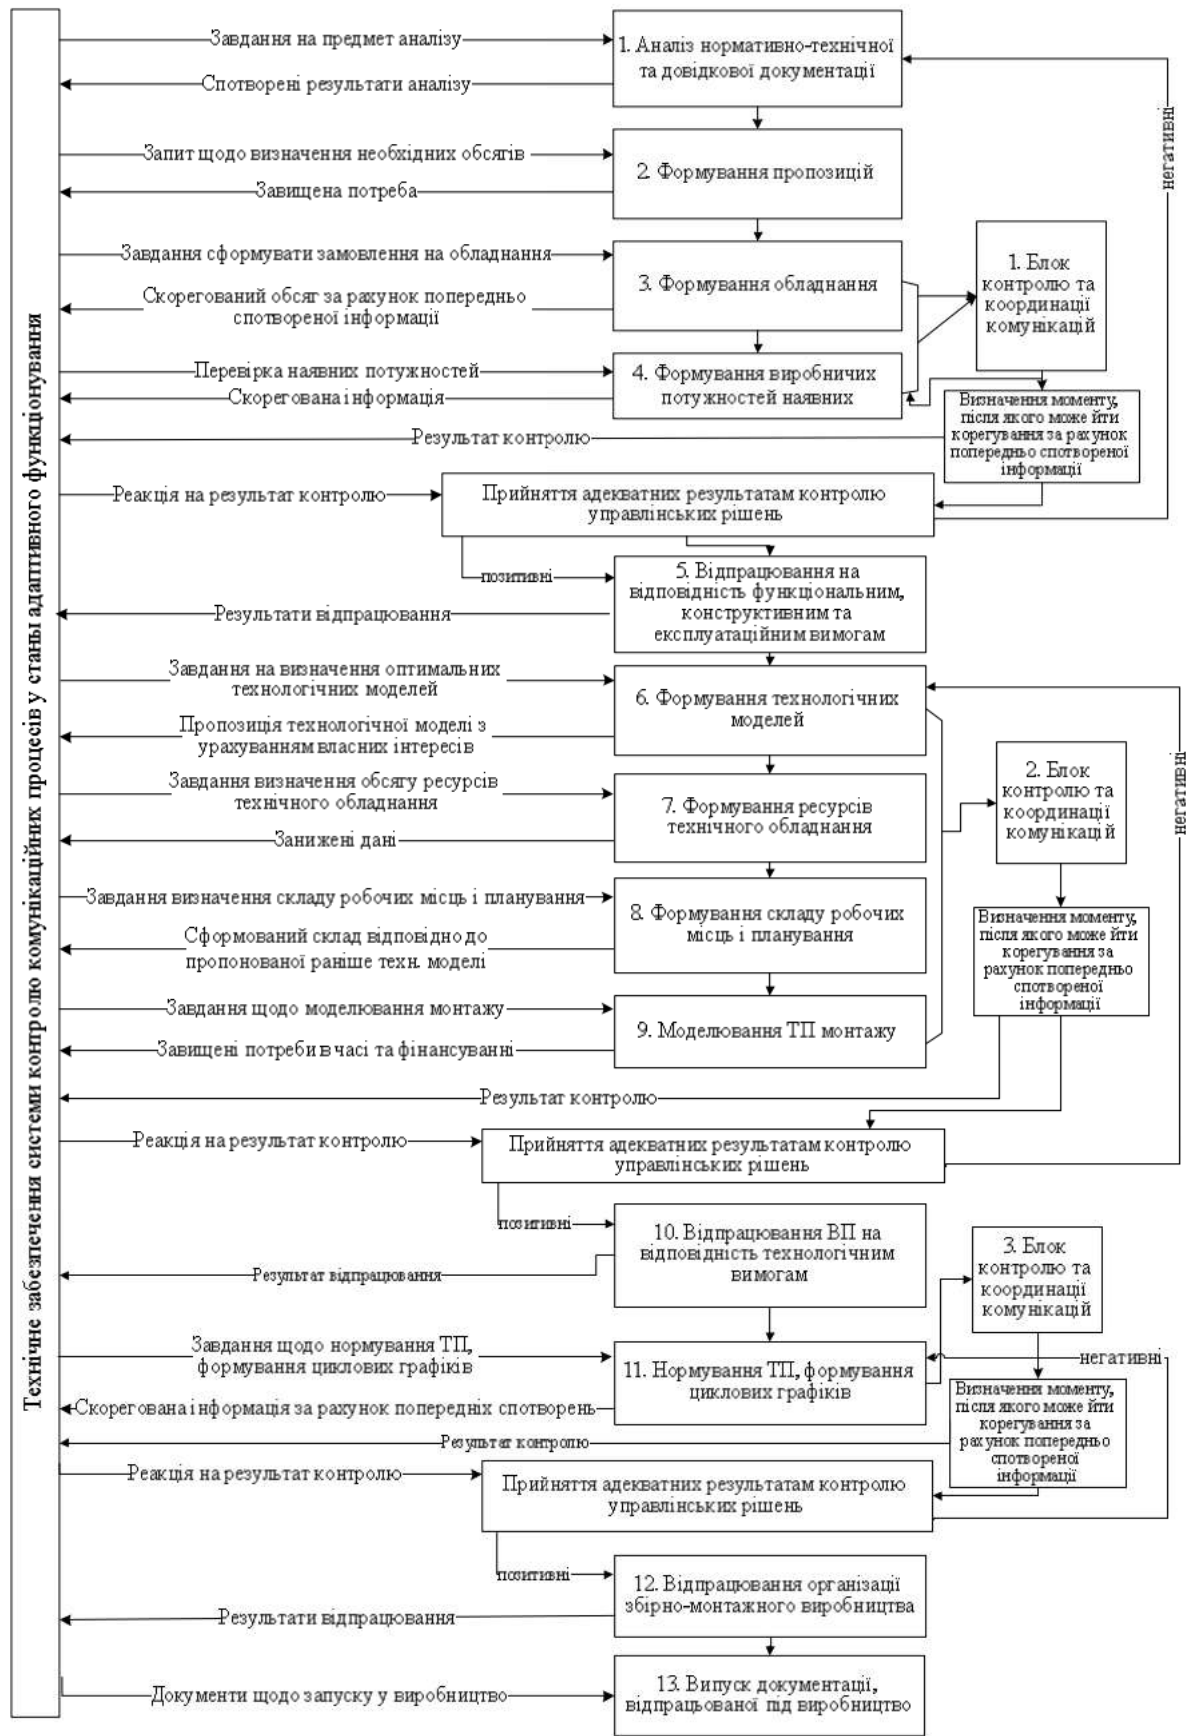 Технічне забезпечення системи контролю комунікаційних процесів у станы адаптивного функціонування
Завдання на предмет аналізу
1. Аналіз нормативно-технічної
та довідкової документації
Спотворені результати аналізу
негативні
Запит щодо визначення необхідних обсягів
2. Формування пропозицій
Завищена потреба
Завдання сформувати замовлення на обладнання
3. Формування обладнання
1. Блок
контролю та
координації
комунікацій
Скорегований обсяг за рахунок попередньо
спотвореної інформації
Перевірка наявних потужностей
4. Формування виробничих
потужностей наявних
Скорегована інформація
Визначення моменту,
після якого може йти
корегування за рахунок
попередньо спотвореної
інформації
Результат контролю
Реакція на результат контролю
Прийняття адекватних результатам контролю
управлінських рішень
позитивні
5. Відпрацювання на
відповідність функціональним,
конструктивним та
експлуатаційним вимогам
Результати відпрацювання
Завдання на визначення оптимальних
технологічних моделей
6. Формування технологічних
моделей
Пропозиція технологічної моделі з
урахуванням власних інтересів
негативні
Завдання визначення обсягу ресурсів
технічного обладнання
7. Формування ресурсів
технічного обладнання
2. Блок
контролю та
координації
комунікацій
Занижені дані
Завдання визначення складу робочих місць і планування
8. Формування складу робочих
місць і планування
Сформований склад відповідно до
пропонованої раніше техн. моделі
Визначення моменту,
після якого може йти
корегування за
рахунок попередньо
спотвореної
інформації
Завдання щодо моделювання монтажу
9. Моделювання ТП монтажу
Завищені потреби в часі та фінансуванні
Результат контролю
Реакція на результат контролю
Прийняття адекватних результатам контролю
управлінських рішень
позитивні
10. Відпрацювання ВП на
відповідність технологічним
вимогам
Результат відпрацювання
3. Блок
контролю та
координації
комунікацій
Завдання щодо нормування ТП,
формування циклових графіків
11. Нормування ТП, формування
циклових графіків
негативні
Скорегована інформація за рахунок попередніх спотворень
Визначення моменту,
після якого може йти
корегування за
рахунок попередньо
спотвореної
інформації
Результат контролю
Реакція на результат контролю
Прийняття адекватних результатам контролю
управлінських рішень
позитивні
12. Відпрацювання організації
збірно-монтажного виробництва
Результати відпрацювання
Документи щодо запуску у виробництво
13. Випуск документації,
відпрацьованої під виробництво